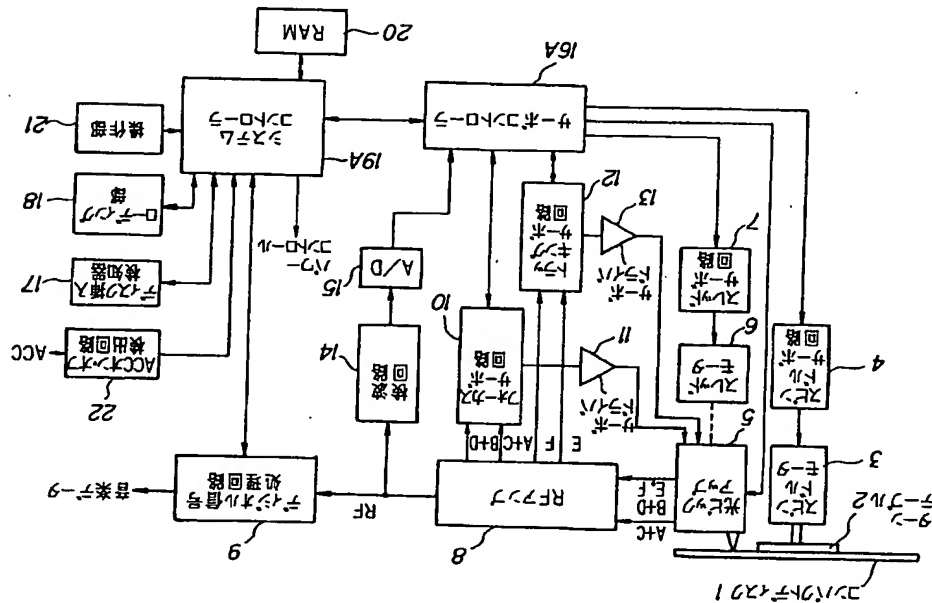 コンパクトディスク1
ターン
テーブル2
スピン
ドル
モータ
3
スピン
ドル
サーボ
回路
4
光ピック
アップ
5
スレッド
モータ
6
スレッド
サーボ
回路
7
A+C
B+D
E,F
RFアンプ
8
RF
ディジタル信号
処理回路
9
音楽データ
E
F
A+C
B+D
サーボ
ドライバ
11
サーボ
ドライバ
13
フォーカス
サーボ
回路
10
トラッ
キング
サーボ
回路
12
検波
回路
14
A/D
15
サーボコントローラ
16A
パワー
コントロール
システム
コントローラ
19A
RAM
20
ACCオン・オフ
検出回路
22
ACC
ディスク挿入
検知器
17
ローディング
部
18
操作部
21